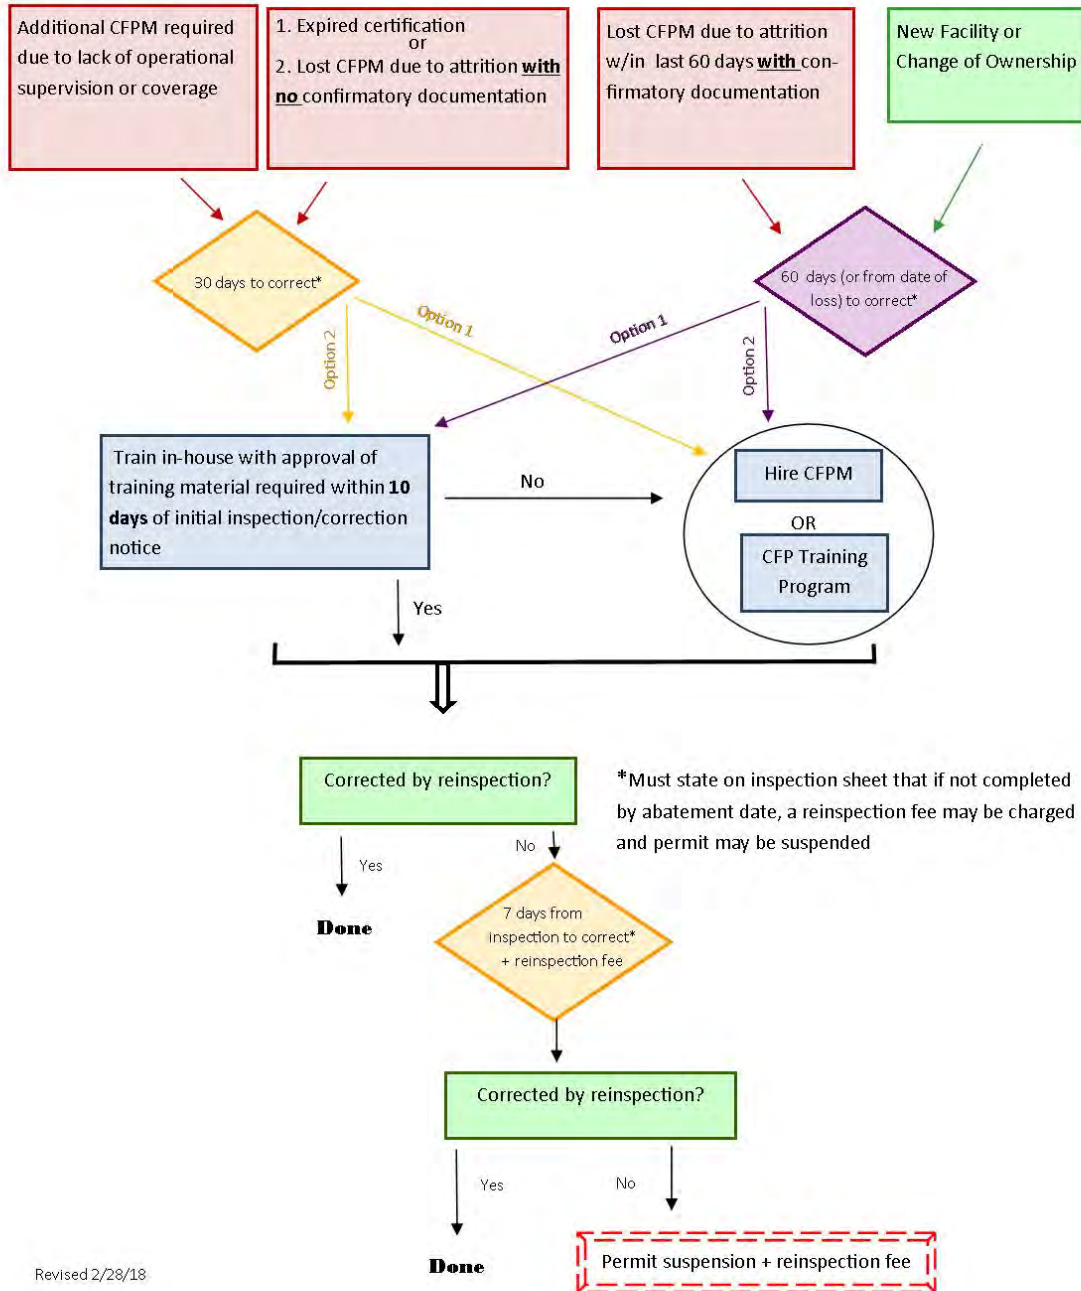 Additional CFPM required
due to lack of operational
supervision or coverage
1. Expired certification
or
2. Lost CFPM due to attrition with
no confirmatory documentation
Lost CFPM due to attrition
w/in last 60 days with con-
firmatory documentation
New Facility or
Change of Ownership
30 days to correct*
60 days (or from date of
loss) to correct*
Option 2
Option 1
Option 1
Option 2
Train in-house with approval of
training material required within 10
days of initial inspection/correction
notice
No
Hire CFPM
OR
CFP Training
Program
Yes
Corrected by reinspection?
*Must state on inspection sheet that if not completed
by abatement date, a reinspection fee may be charged
and permit may be suspended
Yes
No
Done
7 days from
inspection to correct*
+ reinspection fee
Corrected by reinspection?
Yes
No
Done
Permit suspension + reinspection fee
Revised 2/28/18